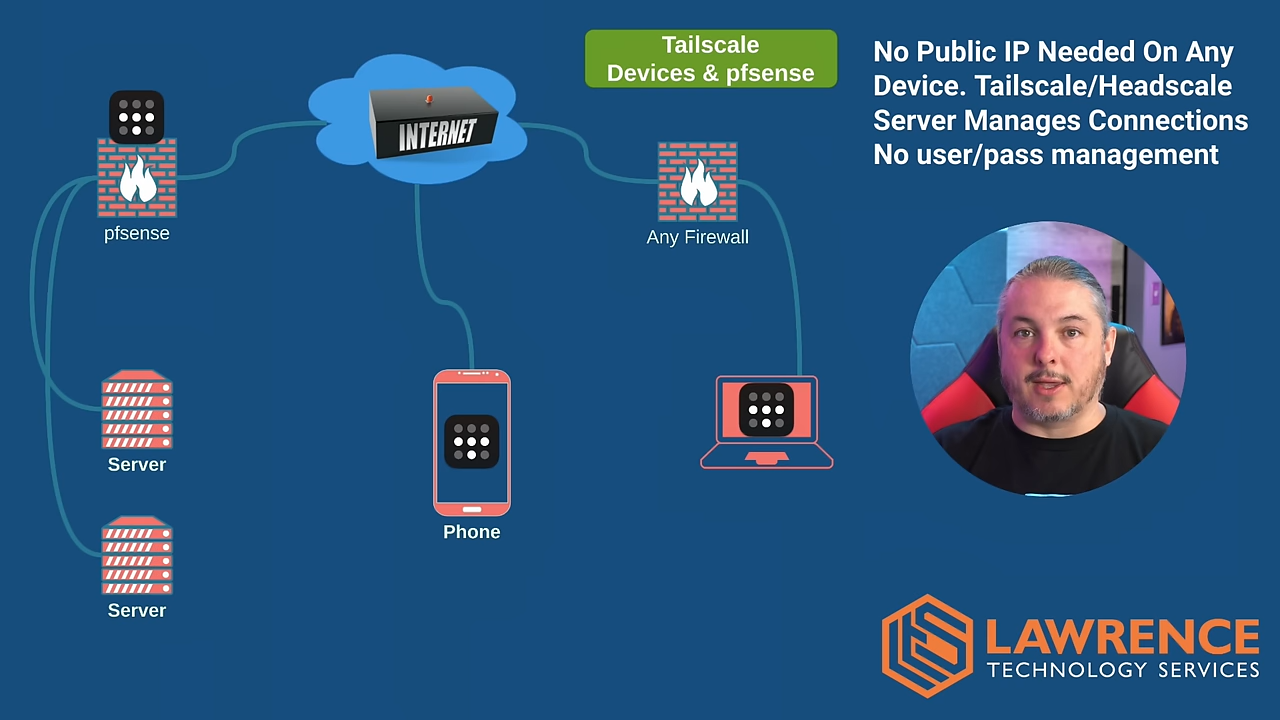 Tailscale
Devices & pfsense
No Public IP Needed On Any
Device. Tailscale/Headscale
Server Manages Connections
No user/pass management
INTERNET
pfsense
Any Firewall
Server
Phone
Server
LAWRENCE
TECHNOLOGY SERVICES